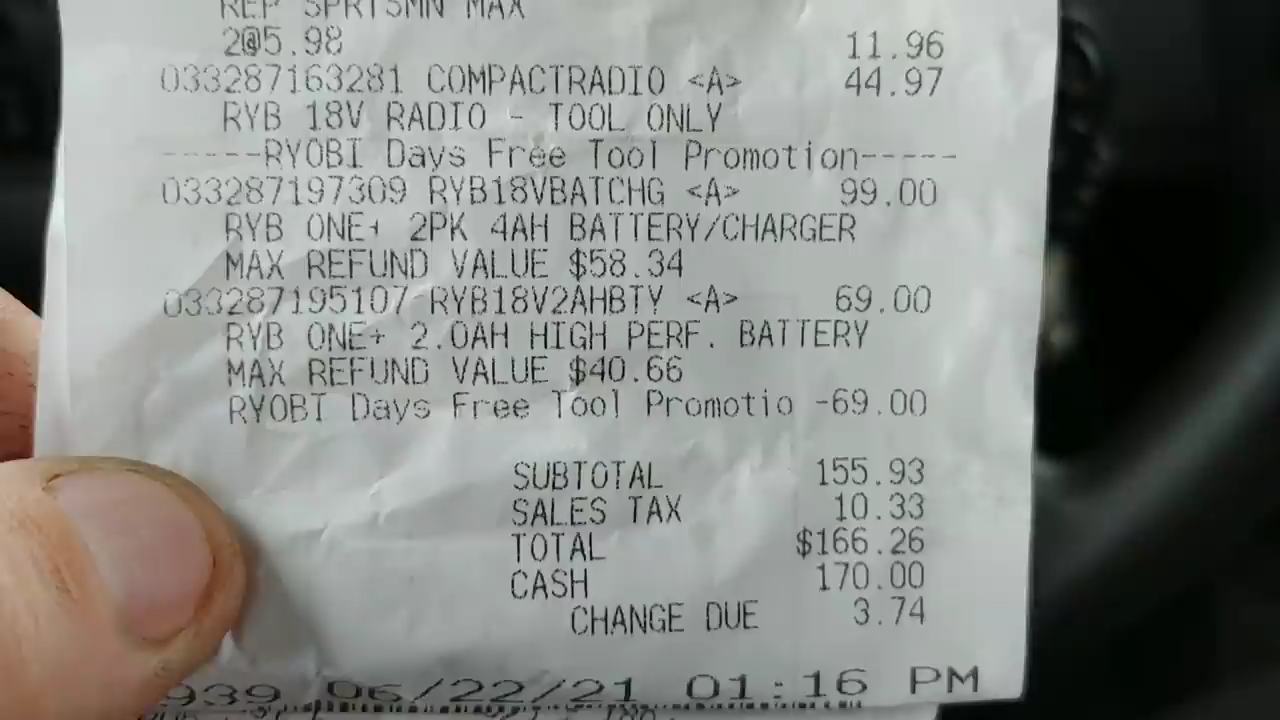 REP SPRTSMN MAX
2@5.98 11.96
033287163281 COMPACTRADIO <A> 44.97
RYB 18V RADIO - TOOL ONLY
-----RYOBI Days Free Tool Promotion-----
033287197309 RYB18VBATCHG <A> 99.00
RYB ONE+ 2PK 4AH BATTERY/CHARGER
MAX REFUND VALUE $58.34
033287195107 RYB18V2AHBTY <A> 69.00
RYB ONE+ 2.0AH HIGH PERF. BATTERY
MAX REFUND VALUE $40.66
RYOBI Days Free Tool Promotio -69.00
SUBTOTAL 155.93
SALES TAX 10.33
TOTAL $166.26
CASH 170.00
CHANGE DUE 3.74
939 06/22/21 01:16 PM